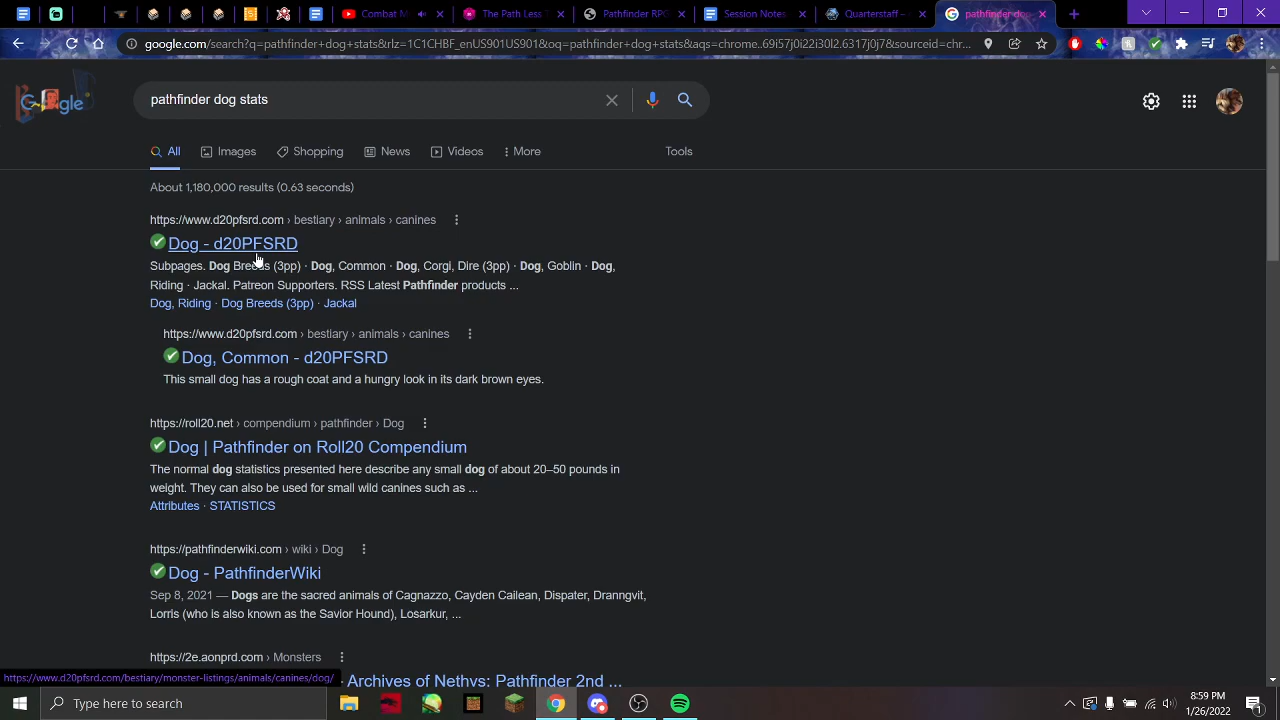 Combat M
The Path Less T
Pathfinder RPG
Session Notes
Quarterstaff –
pathfinder dog
google.com/search?q=pathfinder+dog+stats&rlz=1C1CHBF_enUS901US901&oq=pathfinder+dog+stats&aqs=chrome..69i57j0i22i30l2.6317j0j7&sourceid=chr...
Google
pathfinder dog stats
All
Images
Shopping
News
Videos
More
Tools
About 1,180,000 results (0.63 seconds)
https://www.d20pfsrd.com › bestiary › animals › canines
Dog - d20PFSRD
Subpages. Dog Breeds (3pp) · Dog, Common · Dog, Corgi, Dire (3pp) · Dog, Goblin · Dog,
Riding · Jackal. Patreon Supporters. RSS Latest Pathfinder products ...
Dog, Riding · Dog Breeds (3pp) · Jackal
https://www.d20pfsrd.com › bestiary › animals › canines
Dog, Common - d20PFSRD
This small dog has a rough coat and a hungry look in its dark brown eyes.
https://roll20.net › compendium › pathfinder › Dog
Dog | Pathfinder on Roll20 Compendium
The normal dog statistics presented here describe any small dog of about 20–50 pounds in
weight. They can also be used for small wild canines such as ...
Attributes · STATISTICS
https://pathfinderwiki.com › wiki › Dog
Dog - PathfinderWiki
Sep 8, 2021 — Dogs are the sacred animals of Cagnazzo, Cayden Cailean, Dispater, Dranngvit,
Lorris (who is also known as the Savior Hound), Losarkur, ...
https://2e.aonprd.com › Monsters
Archives of Nethys: Pathfinder 2nd ...
https://www.d20pfsrd.com/bestiary/monster-listings/animals/canines/dog/
Type here to search
8:59 PM
1/26/2022